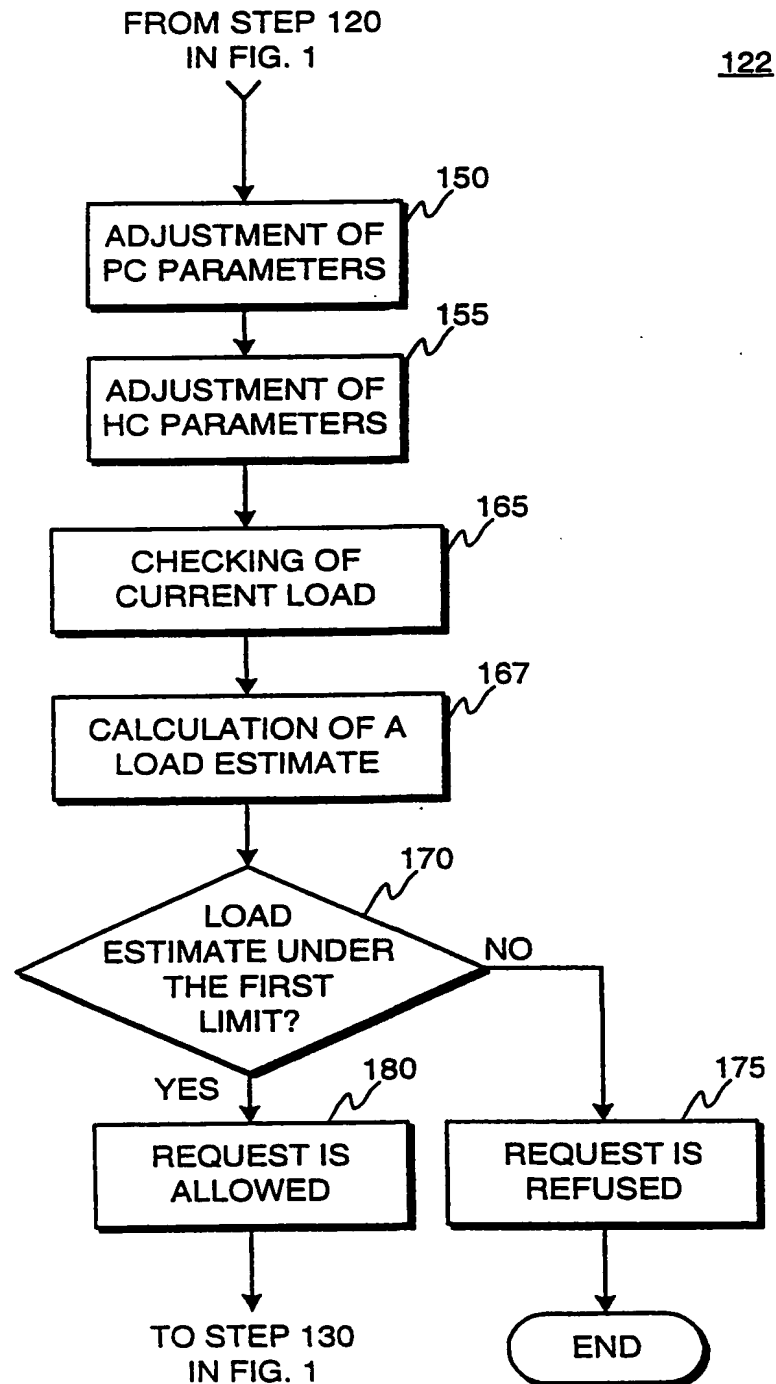 FROM STEP 120
IN FIG. 1
122
150
ADJUSTMENT OF
PC PARAMETERS
155
ADJUSTMENT OF
HC PARAMETERS
165
CHECKING OF
CURRENT LOAD
167
CALCULATION OF A
LOAD ESTIMATE
170
LOAD
ESTIMATE UNDER
THE FIRST
LIMIT?
NO
YES
180
REQUEST IS
ALLOWED
175
REQUEST IS
REFUSED
TO STEP 130
IN FIG. 1
END